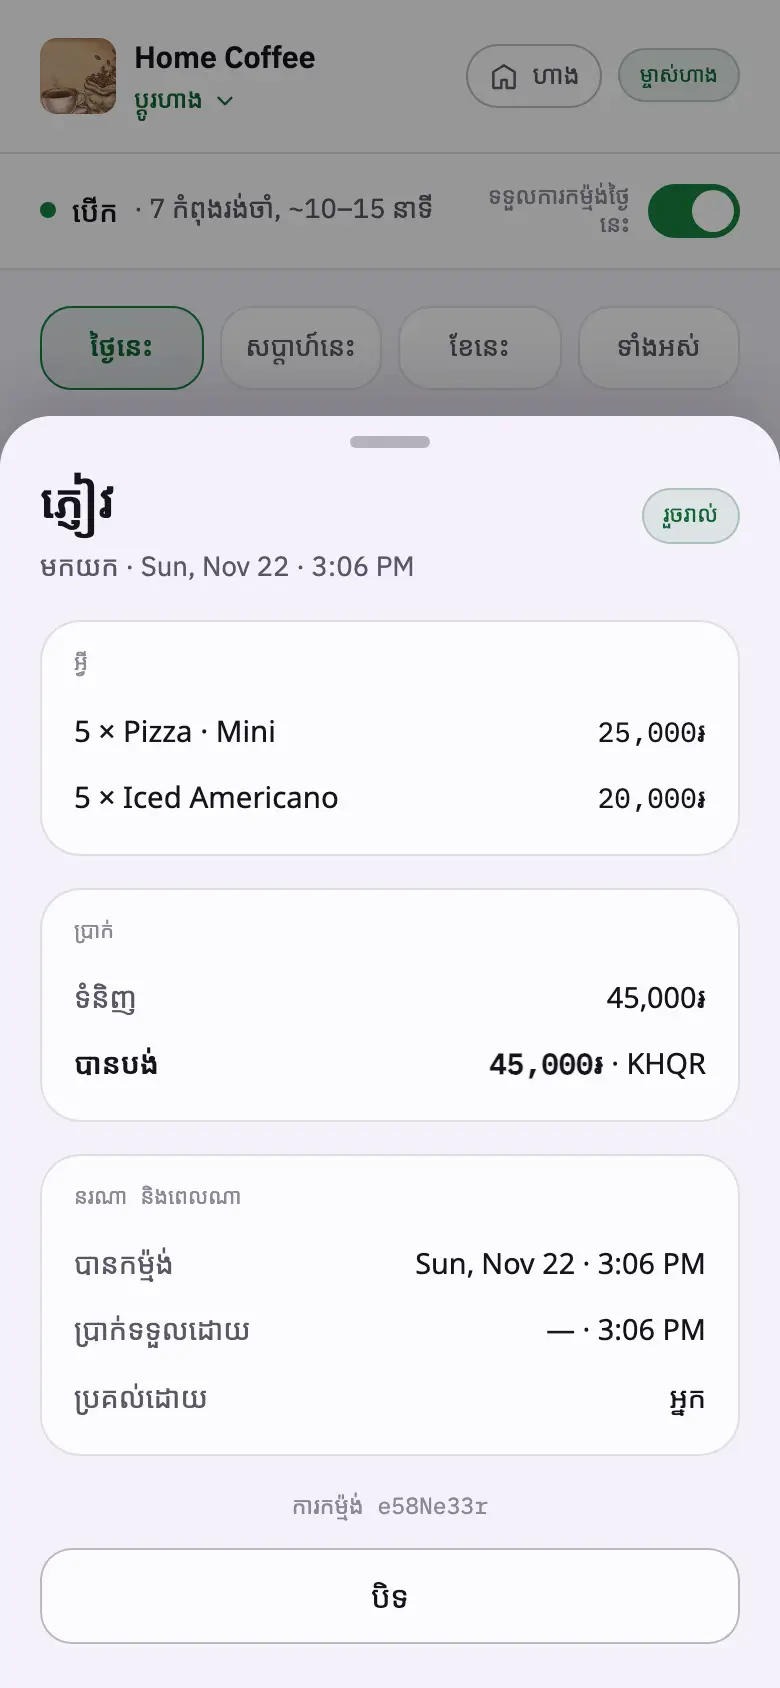 Home Coffee
ប្ដូរហាង
ហាង
ម្ចាស់ហាង
បើក · 7 កំពុងរង់ចាំ, ~10–15 នាទី
ទទួលការកម្ម៉ង់ថ្ងៃ
នេះ
ថ្ងៃនេះ
សប្ដាហ៍នេះ
ខែនេះ
ទាំងអស់
ភ្ញៀវ
រួចរាល់
មកយក · Sun, Nov 22 · 3:06 PM
អ្វី
5 × Pizza · Mini 25,000៛
5 × Iced Americano 20,000៛
ប្រាក់
ទំនិញ 45,000៛
បានបង់ 45,000៛ · KHQR
នរណា និងពេលណា
បានកម្ម៉ង់ Sun, Nov 22 · 3:06 PM
ប្រាក់ទទួលដោយ — · 3:06 PM
ប្រគល់ដោយ អ្នក
ការកម្ម៉ង់ e58Ne33r
បិទ